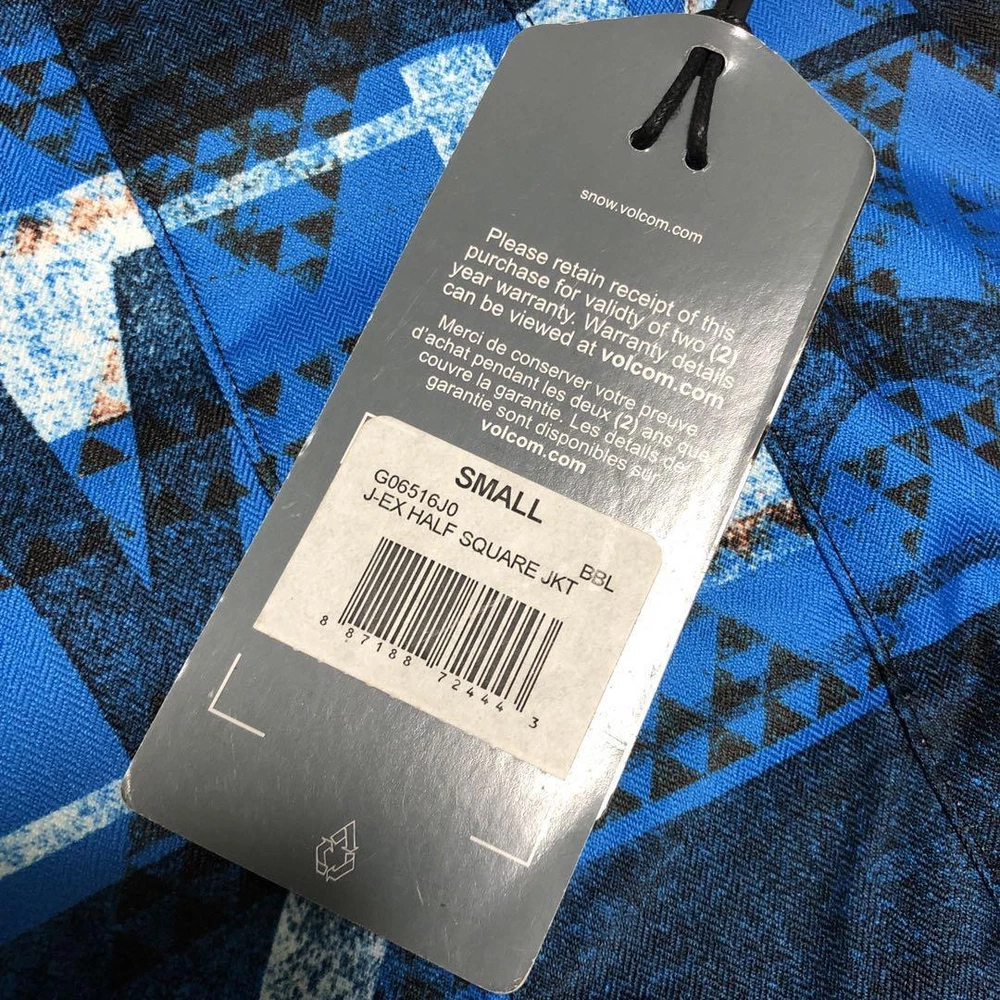 snow.volcom.com
Please retain receipt of this
purchase for validity of two (2)
year warranty. Warranty details
can be viewed at volcom.com
Merci de conserver votre preuve
d'achat pendant les deux (2) ans que
couvre la garantie. Les détails de
garantie sont disponibles sur
volcom.com
SMALL
G06516J0
J-EX HALF SQUARE JKT BBL
8 87188 72444 3